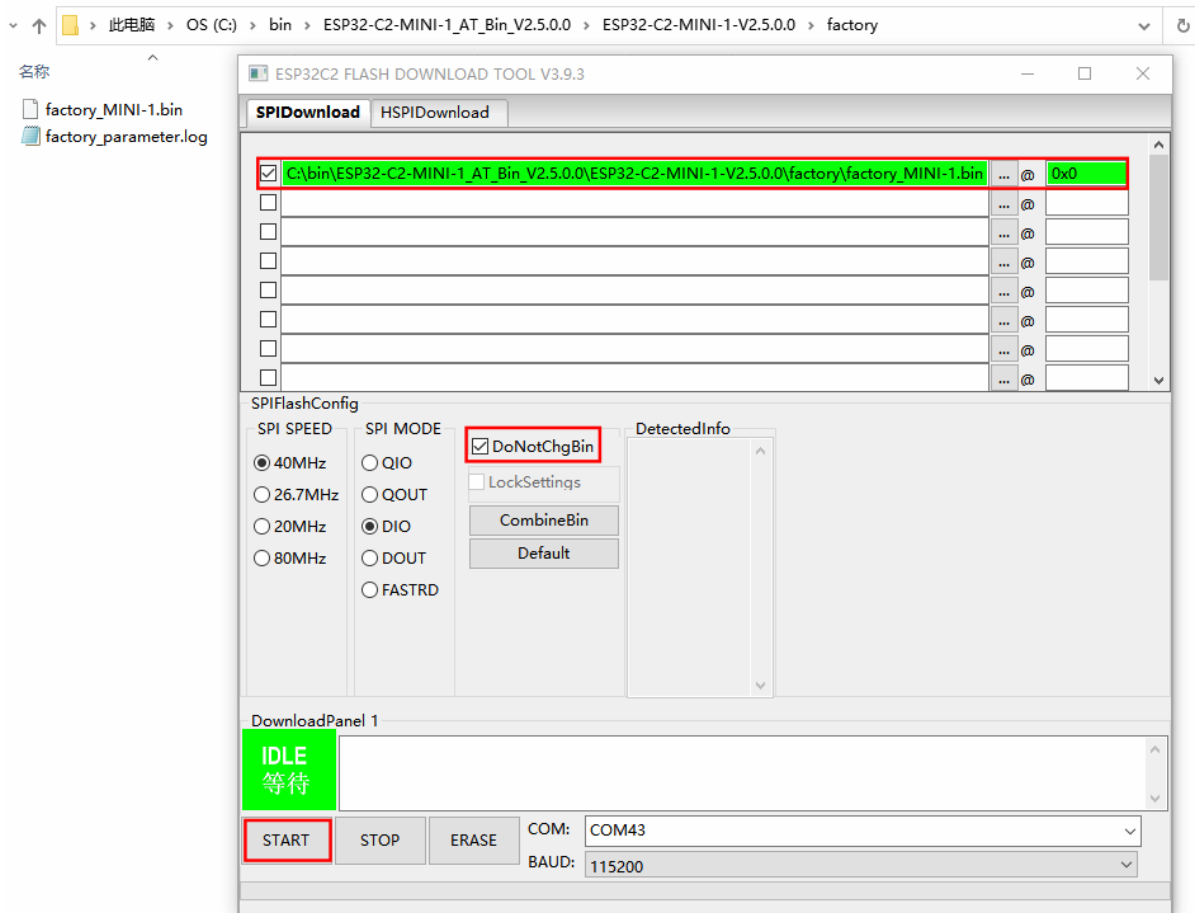 此电脑 > OS (C:) > bin > ESP32-C2-MINI-1_AT_Bin_V2.5.0.0 > ESP32-C2-MINI-1-V2.5.0.0 > factory
名称
factory_MINI-1.bin
factory_parameter.log
ESP32C2 FLASH DOWNLOAD TOOL V3.9.3
SPIDownload HSPIDownload
C:\bin\ESP32-C2-MINI-1_AT_Bin_V2.5.0.0\ESP32-C2-MINI-1-V2.5.0.0\factory\factory_MINI-1.bin ... @ 0x0
... @
... @
... @
... @
... @
... @
... @
SPIFlashConfig
SPI SPEED
40MHz
26.7MHz
20MHz
80MHz
SPI MODE
QIO
QOUT
DIO
DOUT
FASTRD
DoNotChgBin
LockSettings
CombineBin
Default
DetectedInfo
DownloadPanel 1
IDLE
等待
START STOP ERASE
COM: COM43
BAUD: 115200